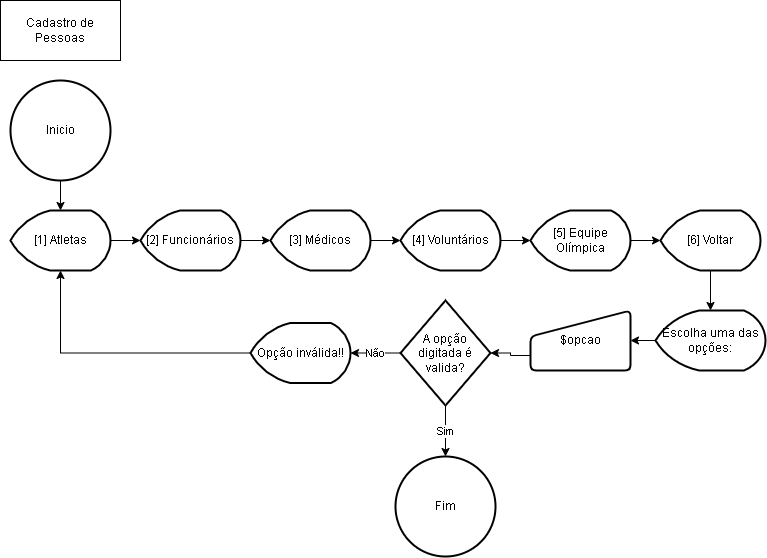 Cadastro de
Pessoas
Inicio
[1] Atletas
[2] Funcionários
[3] Médicos
[4] Voluntários
[5] Equipe
Olímpica
[6] Voltar
Escolha uma das
opções:
$opcao
A opção
digitada é
valida?
Não
Opção inválida!!
Sim
Fim